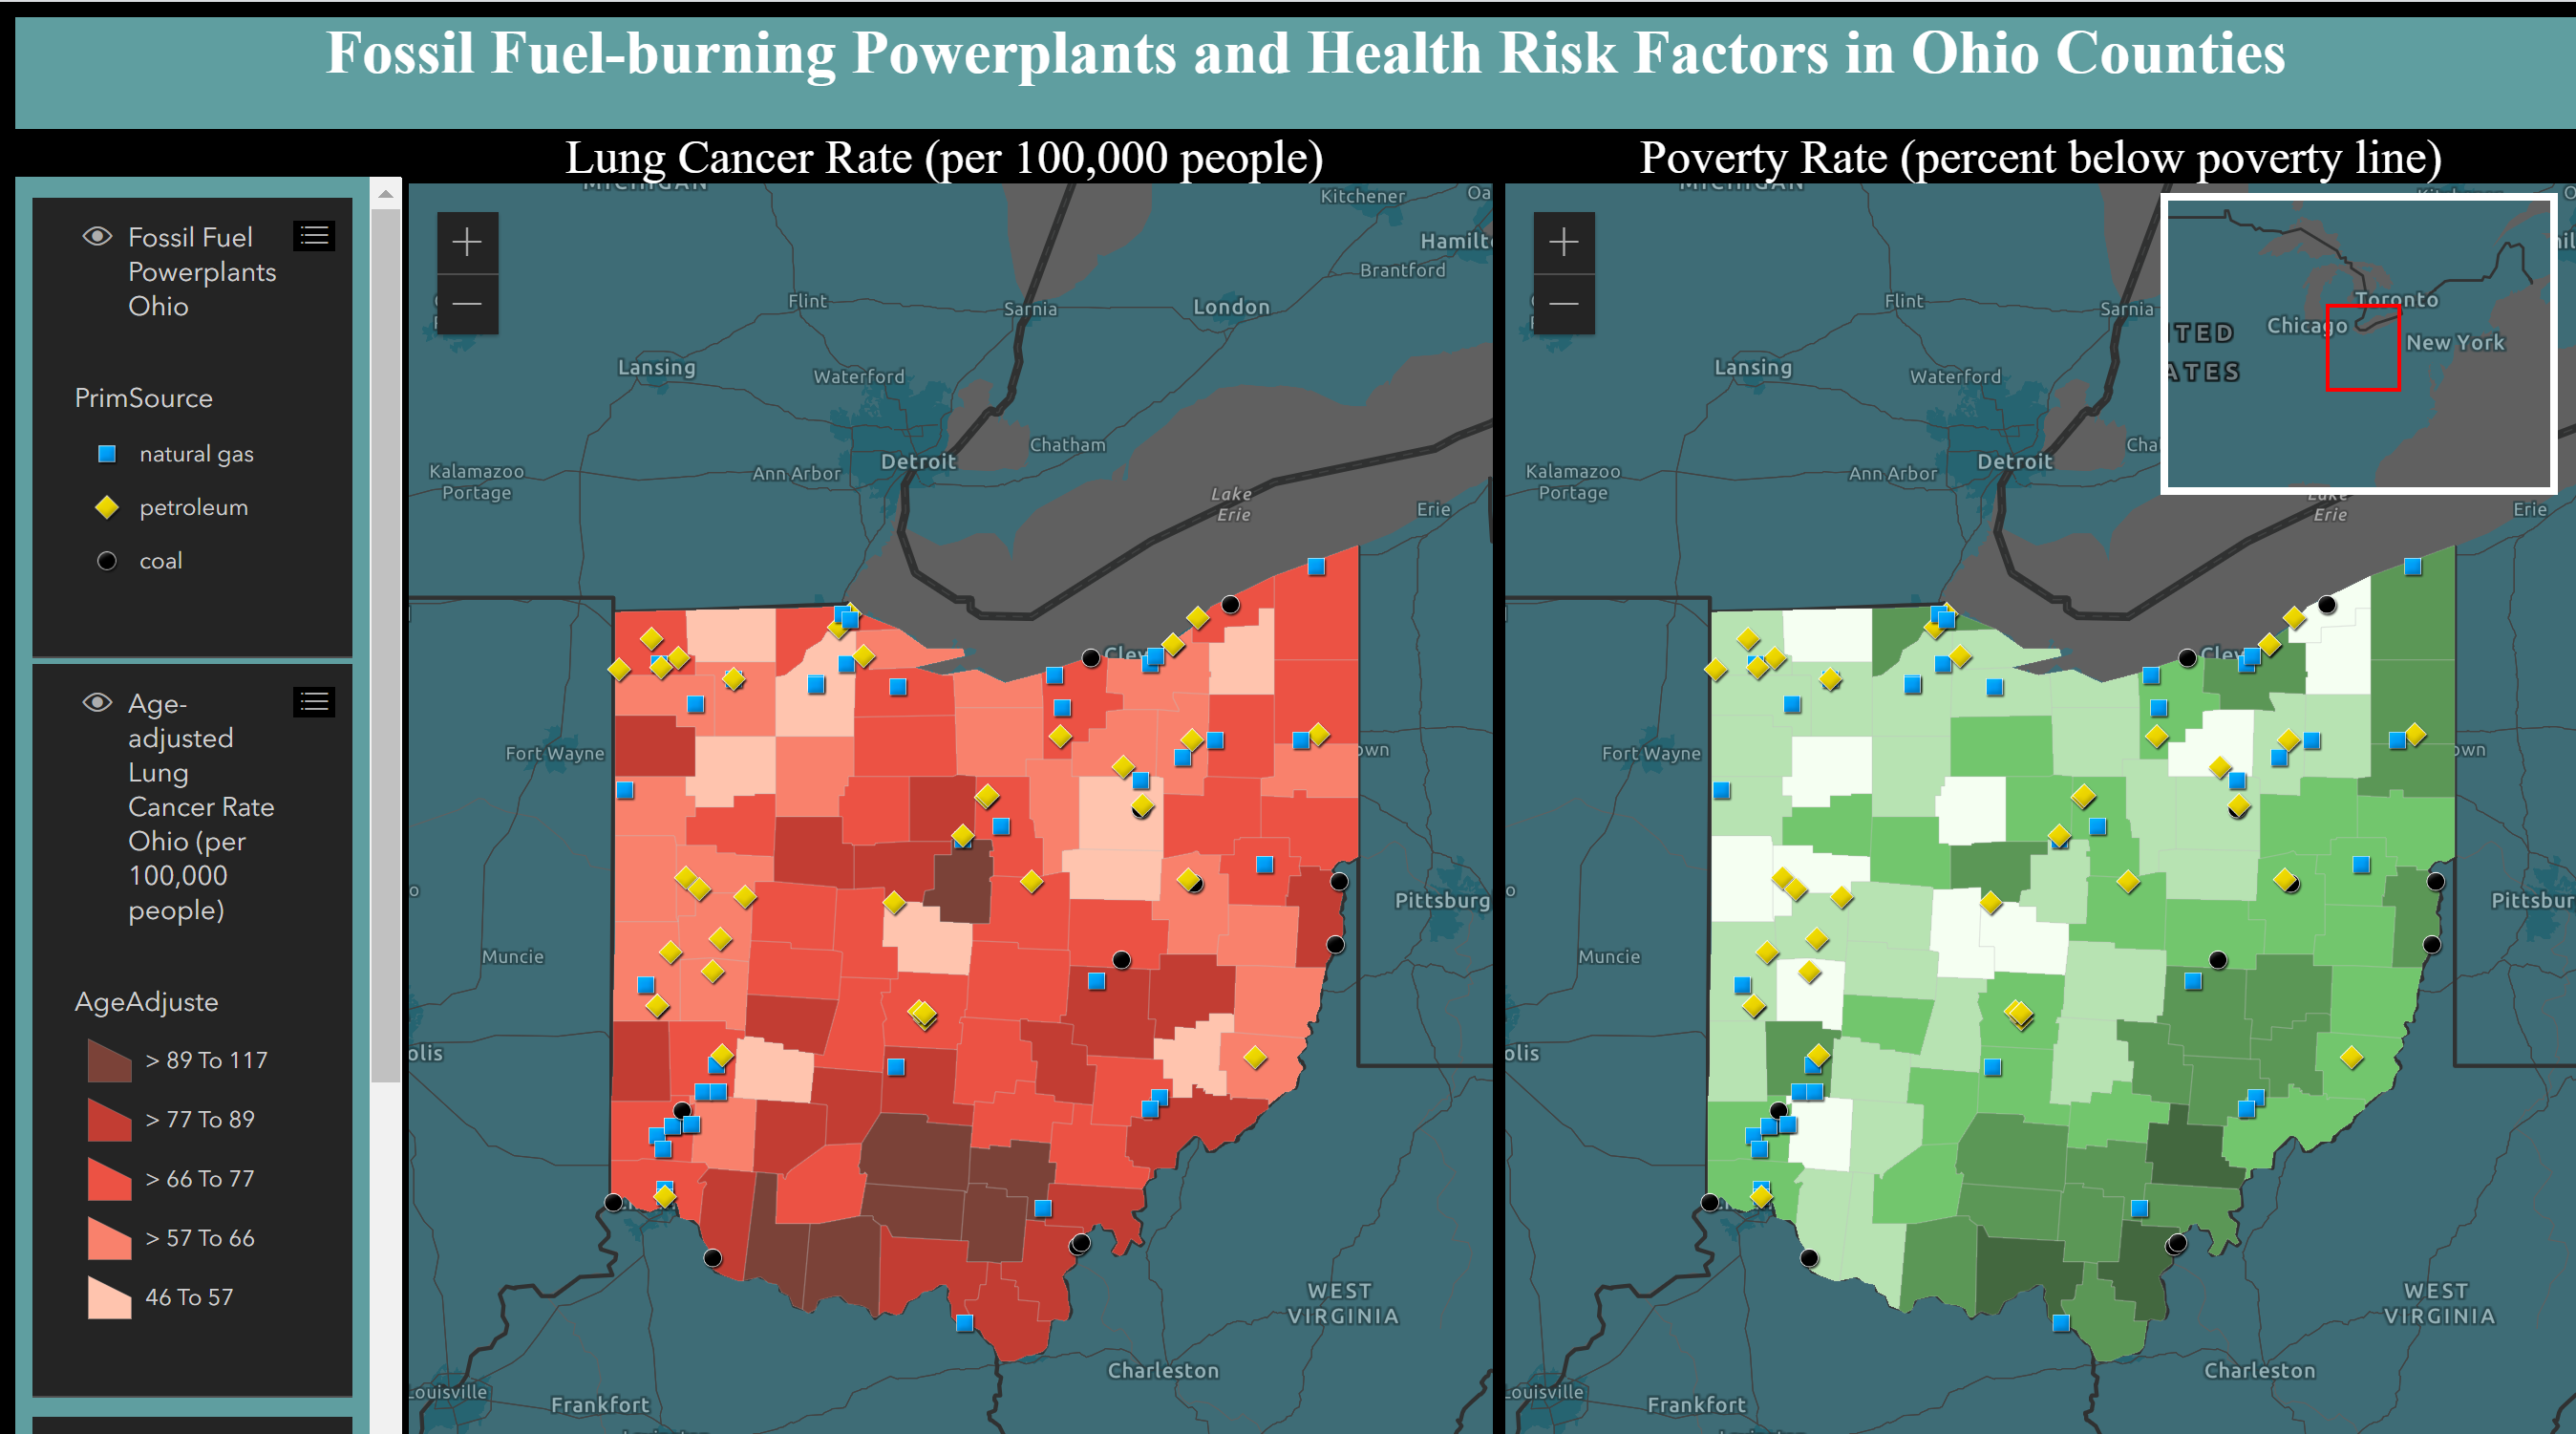 Fossil Fuel-burning Powerplants and Health Risk Factors in Ohio Counties
Lung Cancer Rate (per 100,000 people)
Poverty Rate (percent below poverty line)
Fossil Fuel
Powerplants
Ohio
PrimSource
natural gas
petroleum
coal
Age-
adjusted
Lung
Cancer Rate
Ohio (per
100,000
people)
AgeAdjuste
> 89 To 117
> 77 To 89
> 66 To 77
> 57 To 66
46 To 57
MICHIGAN
Kitchener
Oa
Hamilt
Brantford
Flint
Sarnia
London
Lansing
Waterford
Chatham
Detroit
Ann Arbor
Kalamazoo
Portage
Lake
Erie
Erie
Clev
Fort Wayne
own
Pittsburg
Muncie
olis
WEST
VIRGINIA
Charleston
Louisville
Frankfort
MICHIGAN
Flint
Sarnia
Lansing
Waterford
Cha
Detroit
Ann Arbor
Kalamazoo
Portage
Toronto
Chicago
New York
ITED
ATES
Lake
Erie
Erie
Clev
Fort Wayne
own
Pittsbur
Muncie
olis
WEST
VIRGINIA
Charleston
Louisville
Frankfort